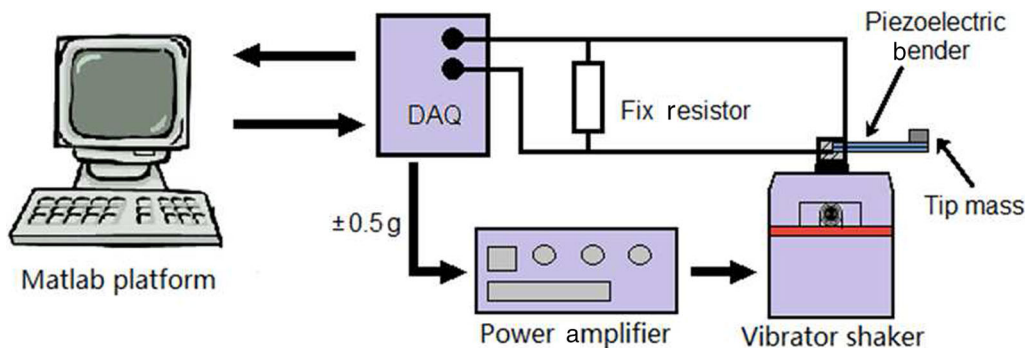 Piezoelectric
bender
DAQ
Fix resistor
Tip mass
±0.5 g
Matlab platform
Power amplifier
Vibrator shaker